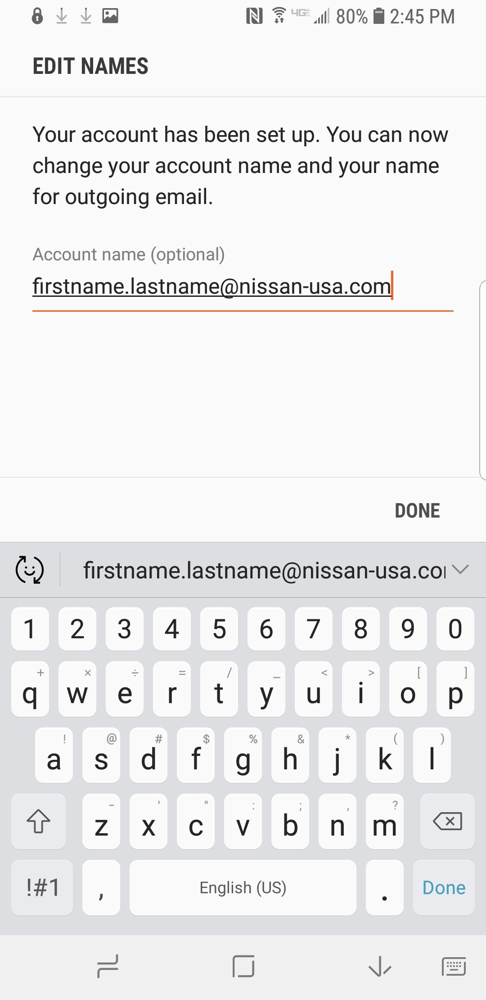 4GE 80% 2:45 PM
EDIT NAMES
Your account has been set up. You can now
change your account name and your name
for outgoing email.
Account name (optional)
firstname.lastname@nissan-usa.com
DONE
firstname.lastname@nissan-usa.co
1 2 3 4 5 6 7 8 9 0
+ × ÷ = / _ < > [ ]
q w e r t y u i o p
! @ # $ % & * ( )
a s d f g h j k l
- ' " : ; , ?
z x c v b n m
!#1 , English (US) . Done